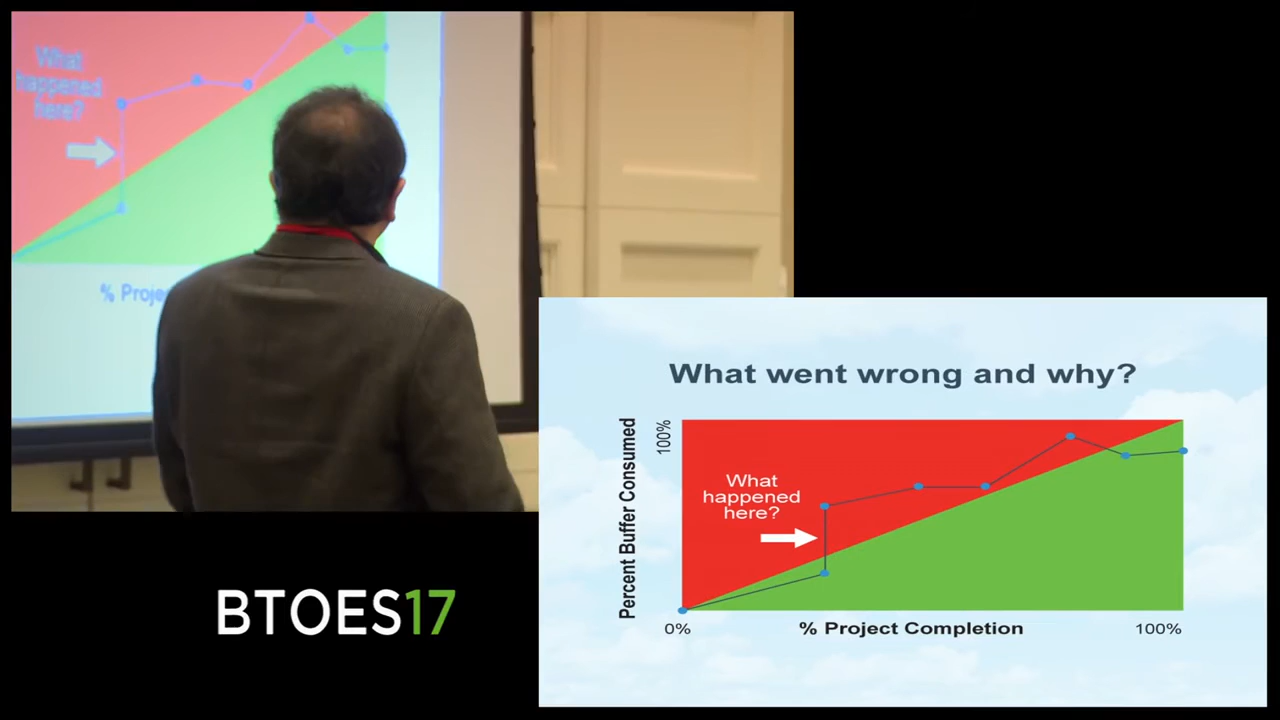 What
happened
here?
% Proje
What went wrong and why?
Percent Buffer Consumed
100%
What
happened
here?
0%
% Project Completion
100%
BTOES17